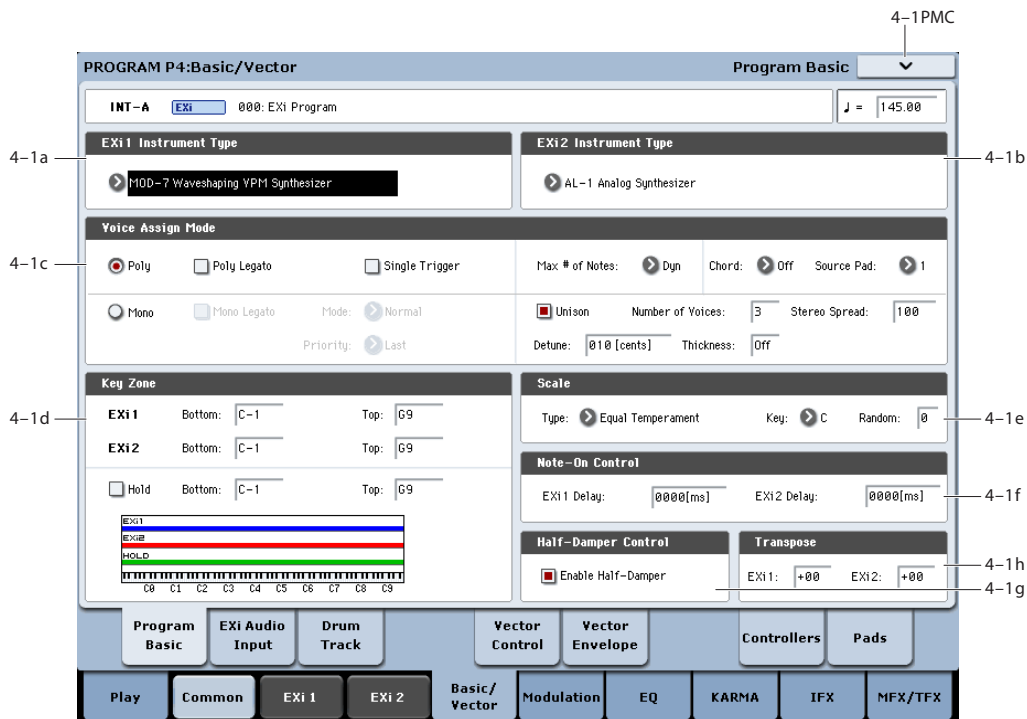 4-1PMC
PROGRAM P4:Basic/Vector Program Basic
INT-A EXi 000: EXi Program ♩ = 145.00
4-1a
EXi1 Instrument Type
MOD-7 Waveshaping VPM Synthesizer
EXi2 Instrument Type
AL-1 Analog Synthesizer
4-1b
4-1c
Voice Assign Mode
Poly Poly Legato Single Trigger Max # of Notes: Dyn Chord: Off Source Pad: 1
Mono Mono Legato Mode: Normal Unison Number of Voices: 3 Stereo Spread: 100
Priority: Last Detune: 010 [cents] Thickness: Off
4-1d
Key Zone
EXi1 Bottom: C-1 Top: G9
EXi2 Bottom: C-1 Top: G9
Hold Bottom: C-1 Top: G9
EXi1
EXi2
HOLD
C0 C1 C2 C3 C4 C5 C6 C7 C8 C9
Scale
Type: Equal Temperament Key: C Random: 0
4-1e
Note-On Control
EXi1 Delay: 0000[ms] EXi2 Delay: 0000[ms]
4-1f
Half-Damper Control
Enable Half-Damper
Transpose
EXi1: +00 EXi2: +00
4-1h
4-1g
Program Basic
EXi Audio Input
Drum Track
Vector Control
Vector Envelope
Controllers
Pads
Play Common EXi 1 EXi 2 Basic/Vector Modulation EQ KARMA IFX MFX/TFX